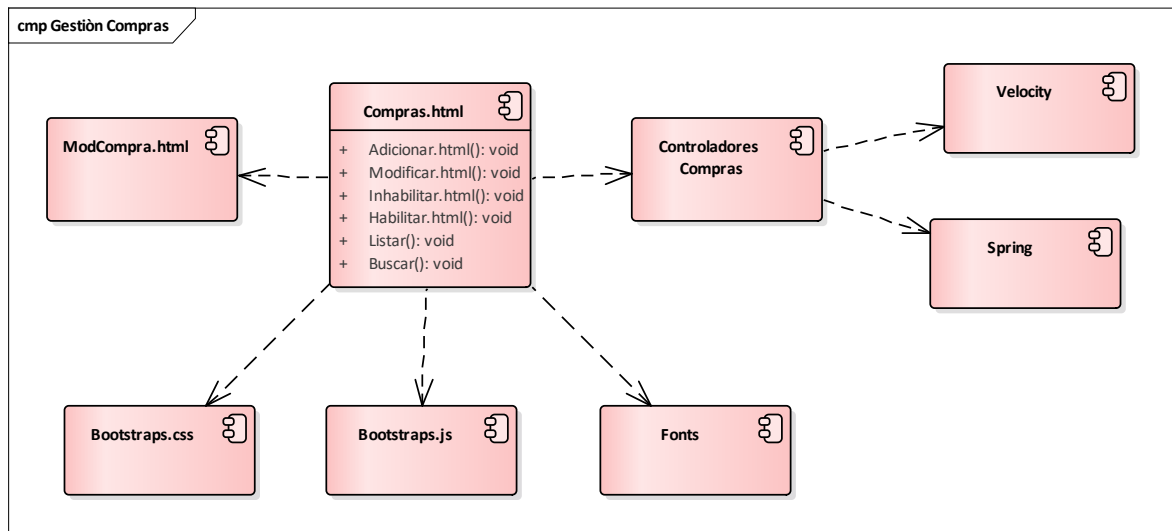 cmp Gestiòn Compras
Velocity
Compras.html
ModCompra.html
Controladores
Compras
+ Adicionar.html(): void
+ Modificar.html(): void
+ Inhabilitar.html(): void
+ Habilitar.html(): void
+ Listar(): void
+ Buscar(): void
Spring
Bootstraps.css
Bootstraps.js
Fonts